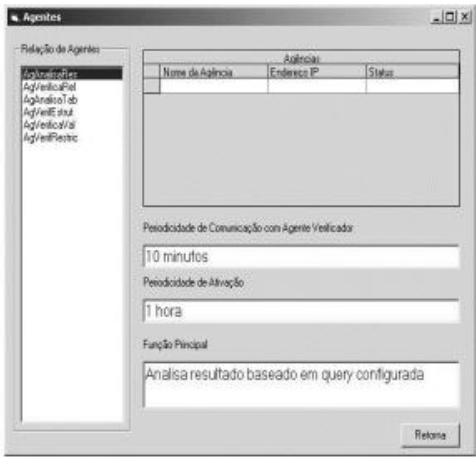 Agentes
Relação de Agentes
AgAnalisaRes
AgVerificaRel
AgAnalisaTab
AgVerifEstrut
AgVerificaVal
AgVerifRestric
Agências
Nome da Agência Endereço IP Status
Periodicidade de Comunicação com Agente Verificador
10 minutos
Periodicidade de Ativação
1 hora
Função Principal
Analisa resultado baseado em query configurada
Retorna